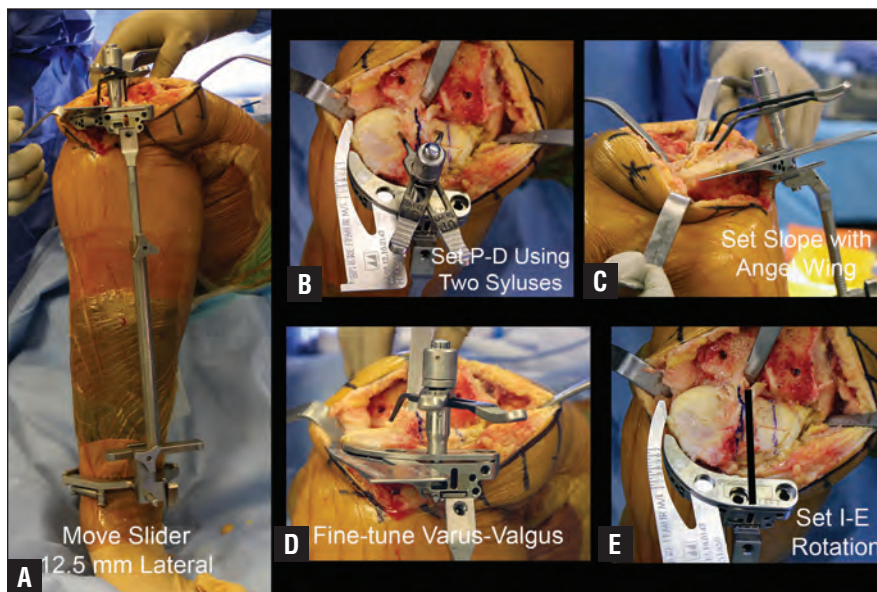 Move Slider
12.5 mm Lateral
A
Set P-D Using
Two Syluses
B
Set Slope with
Angel Wing
C
Fine-tune Varus-Valgus
D
Set I-E
Rotation
E